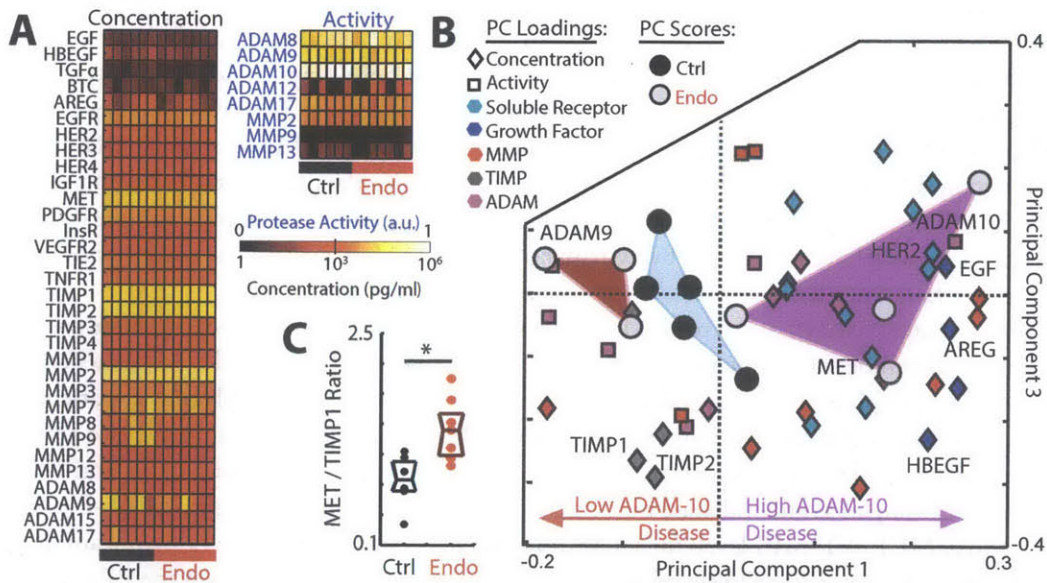 A
Concentration
EGF
HBEGF
TGFα
BTC
AREG
EGFR
HER2
HER3
HER4
IGF1R
MET
PDGFR
InsR
VEGFR2
TIE2
TNFR1
TIMP1
TIMP2
TIMP3
TIMP4
MMP1
MMP2
MMP3
MMP7
MMP8
MMP9
MMP12
MMP13
ADAM8
ADAM9
ADAM15
ADAM17
Ctrl Endo
Activity
ADAM8
ADAM9
ADAM10
ADAM12
ADAM17
MMP2
MMP9
MMP13
Ctrl Endo
Protease Activity (a.u.)
0 1
1 10³ 10⁶
Concentration (pg/ml)
C
2.5
*
MET / TIMP1 Ratio
0.1
Ctrl Endo
B
PC Loadings:
Concentration
Activity
Soluble Receptor
Growth Factor
MMP
TIMP
ADAM
PC Scores:
Ctrl
Endo
0.4
ADAM9
ADAM10
HER2
EGF
AREG
MET
TIMP1
TIMP2
HBEGF
Low ADAM-10
Disease
High ADAM-10
Disease
Principal Component 3
-0.4
-0.2
0.3
Principal Component 1